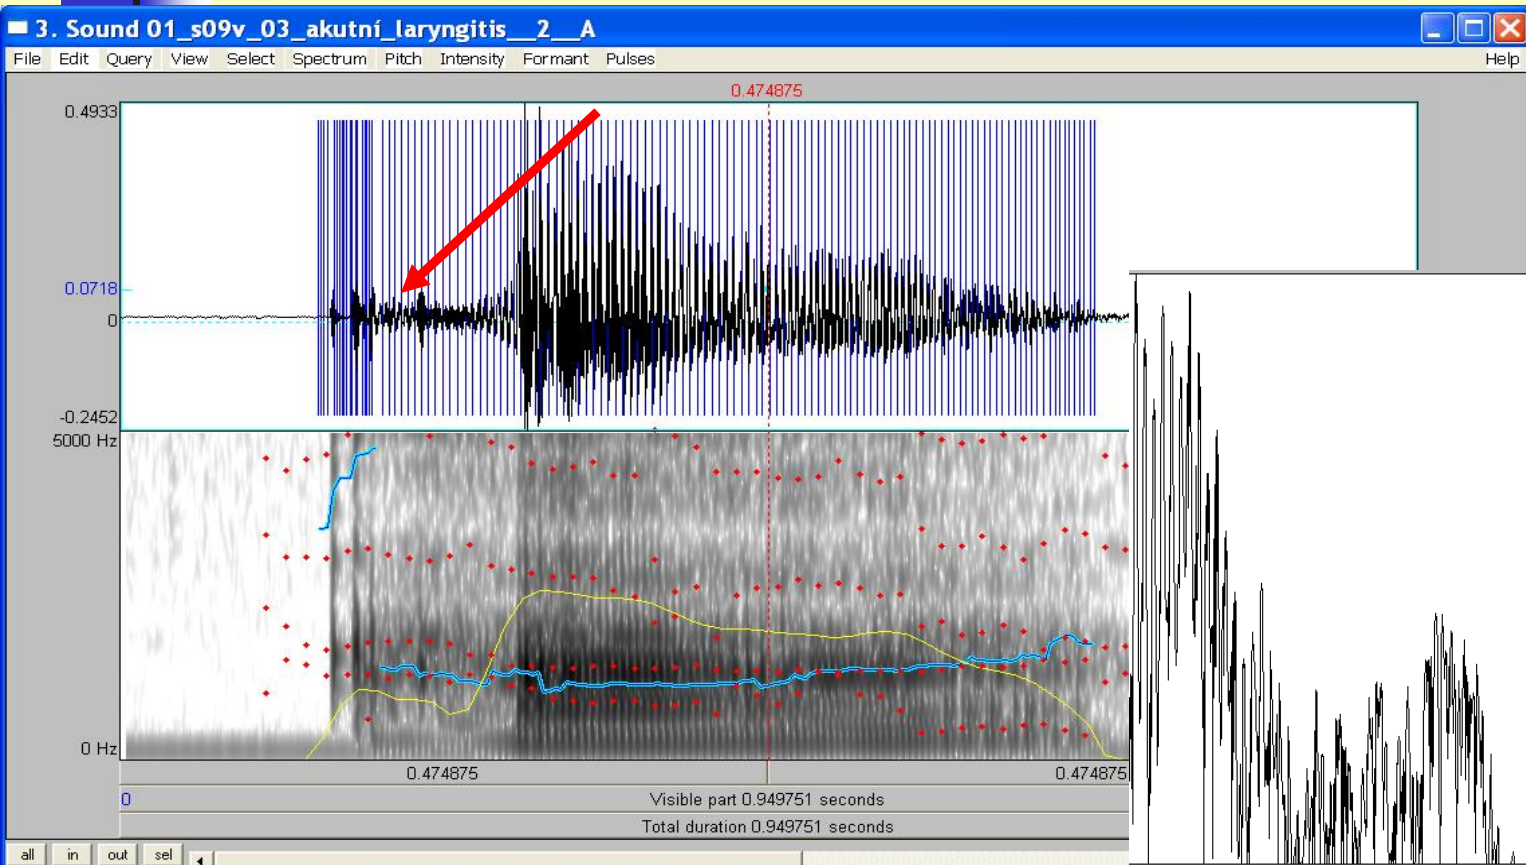 3. Sound 01_s09v_03_akutní_laryngitis__2__A
File Edit Query View Select Spectrum Pitch Intensity Formant Pulses Help
0.474875
0.4933
0.0718
0
-0.2452
5000 Hz
0 Hz
0.474875 0.474875
0 Visible part 0.949751 seconds
Total duration 0.949751 seconds
all in out sel